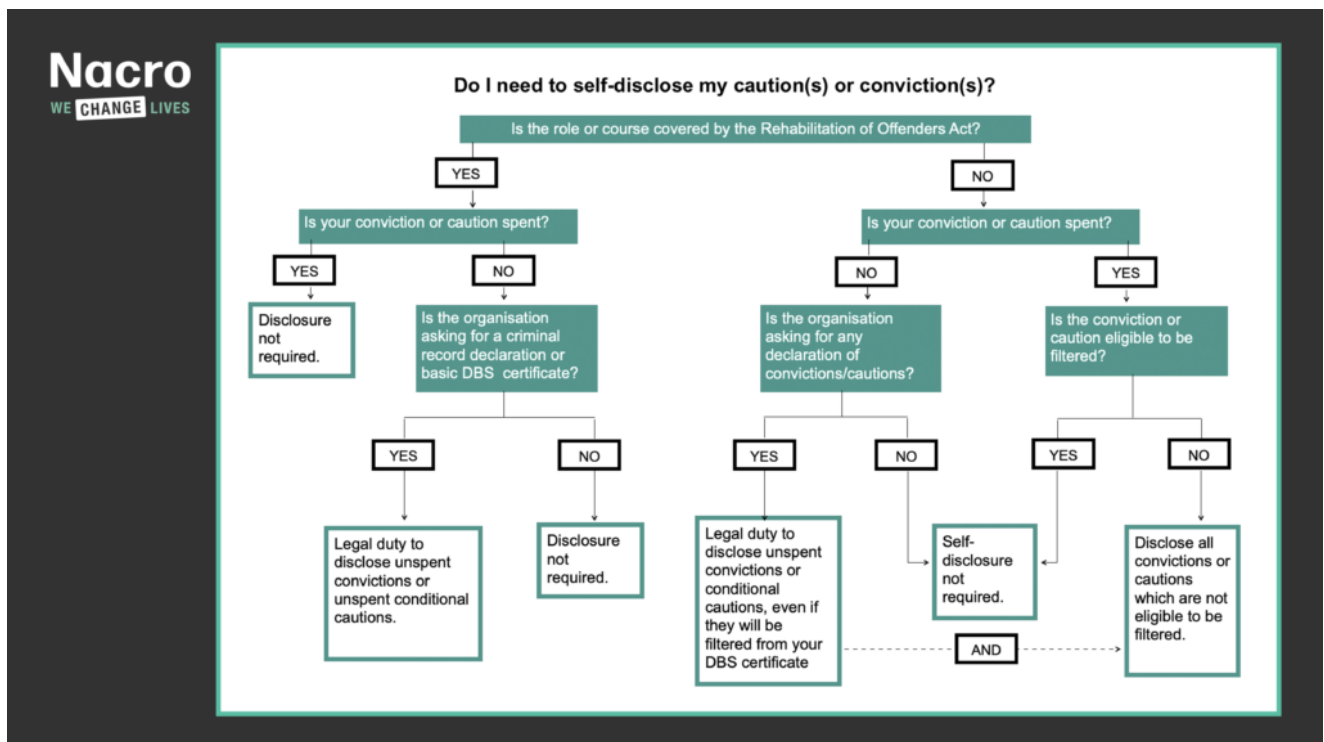 Nacro
WE CHANGE LIVES
Do I need to self-disclose my caution(s) or conviction(s)?
Is the role or course covered by the Rehabilitation of Offenders Act?
YES
NO
Is your conviction or caution spent?
Is your conviction or caution spent?
YES
NO
NO
YES
Disclosure
not
required.
Is the organisation
asking for a criminal
record declaration or
basic DBS certificate?
Is the organisation
asking for any
declaration of
convictions/cautions?
Is the conviction or
caution eligible to be
filtered?
YES
NO
YES
NO
YES
NO
Legal duty to
disclose unspent
convictions or
unspent conditional
cautions.
Disclosure
not
required.
Legal duty to
disclose unspent
convictions or
conditional
cautions, even if
they will be
filtered from your
DBS certificate
Self-
disclosure
not
required.
Disclose all
convictions or
cautions
which are not
eligible to be
filtered.
AND